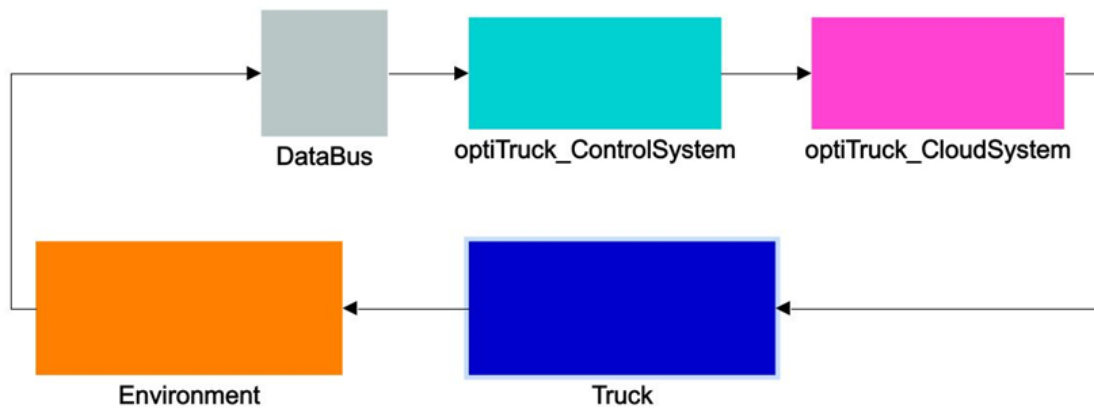 DataBus
optiTruck_ControlSystem
optiTruck_CloudSystem
Environment
Truck